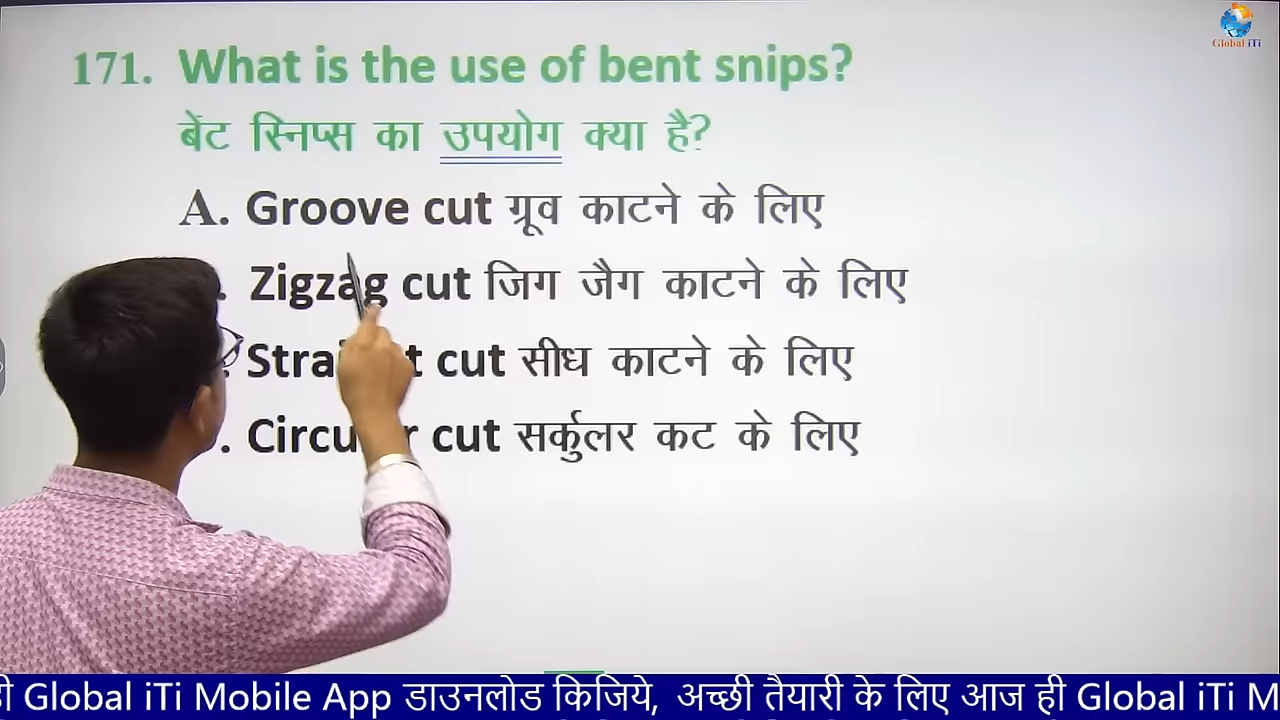 Global iTi
171. What is the use of bent snips?
बेंट स्निप्स का उपयोग क्या है?
A. Groove cut ग्रूव काटने के लिए
. Zigzag cut जिग जैग काटने के लिए
. cut सीध काटने के लिए
. cut सर्कुलर कट के लिए
ही Global iTi Mobile App डाउनलोड किजिये, अच्छी तैयारी के लिए आज ही Global iTi M